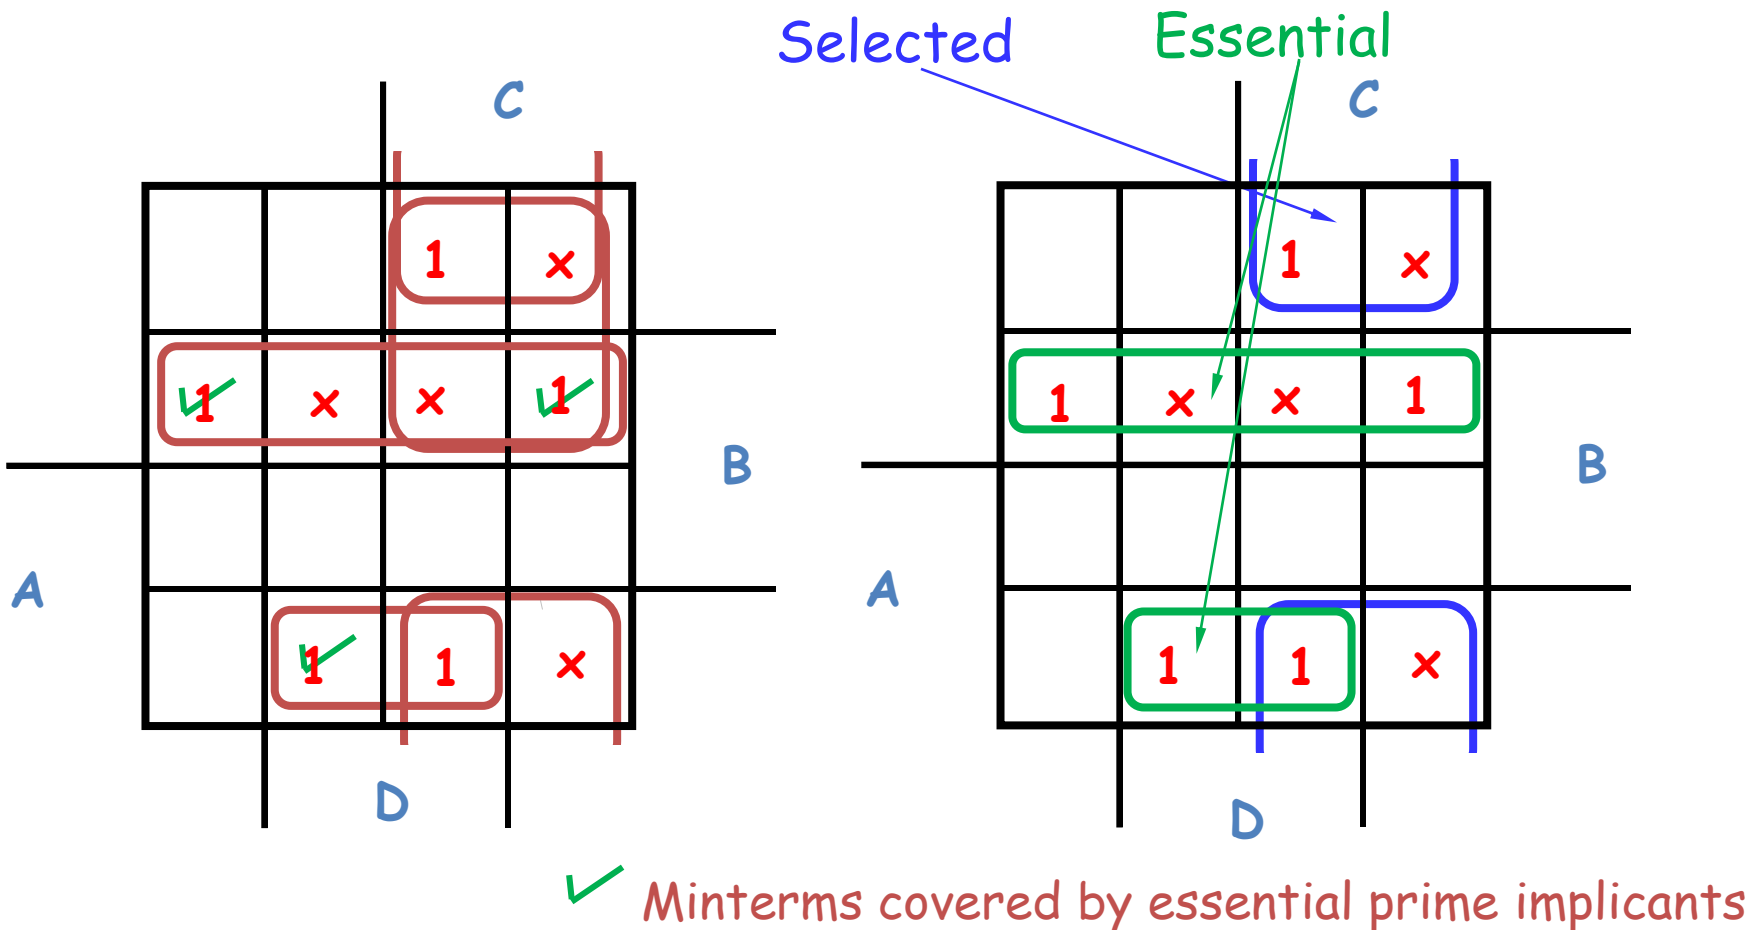 Selected Essential
C C
1 x 1 x
1 x x 1 1 x x 1
B B
A A
1 1 x 1 1 x
D D
Minterms covered by essential prime implicants